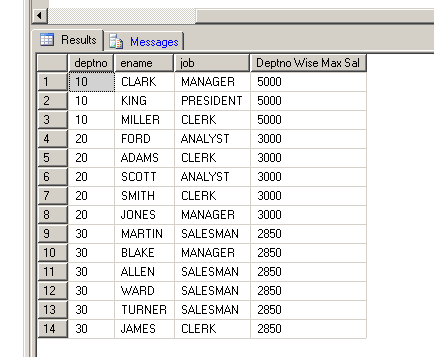 Results Messages
deptno ename job Deptno Wise Max Sal
1 10 CLARK MANAGER 5000
2 10 KING PRESIDENT 5000
3 10 MILLER CLERK 5000
4 20 FORD ANALYST 3000
5 20 ADAMS CLERK 3000
6 20 SCOTT ANALYST 3000
7 20 SMITH CLERK 3000
8 20 JONES MANAGER 3000
9 30 MARTIN SALESMAN 2850
10 30 BLAKE MANAGER 2850
11 30 ALLEN SALESMAN 2850
12 30 WARD SALESMAN 2850
13 30 TURNER SALESMAN 2850
14 30 JAMES CLERK 2850